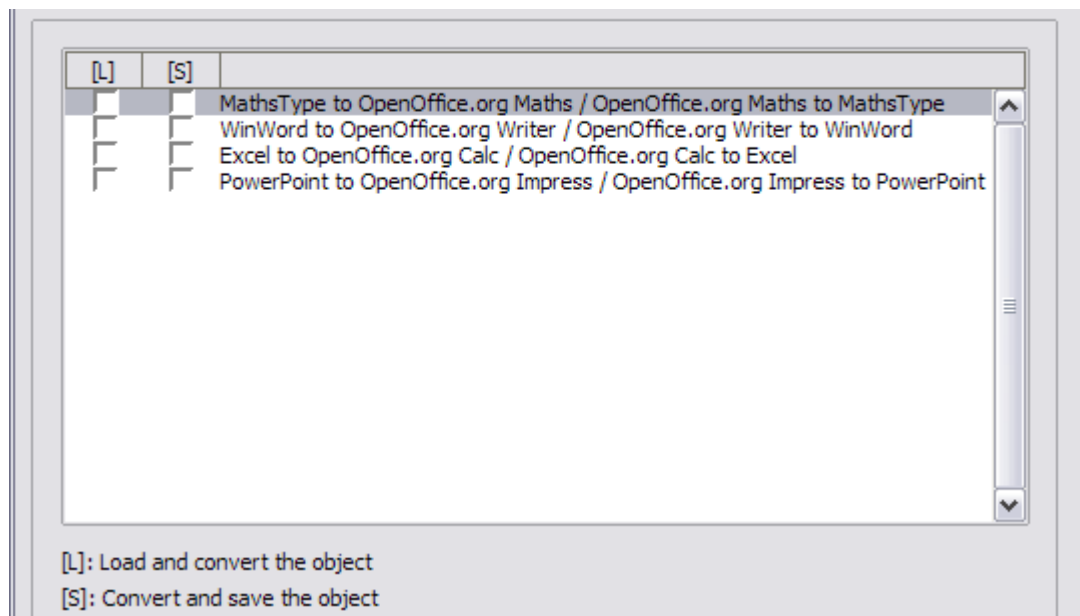 [L] [S]
MathsType to OpenOffice.org Maths / OpenOffice.org Maths to MathsType
WinWord to OpenOffice.org Writer / OpenOffice.org Writer to WinWord
Excel to OpenOffice.org Calc / OpenOffice.org Calc to Excel
PowerPoint to OpenOffice.org Impress / OpenOffice.org Impress to PowerPoint
[L]: Load and convert the object
[S]: Convert and save the object